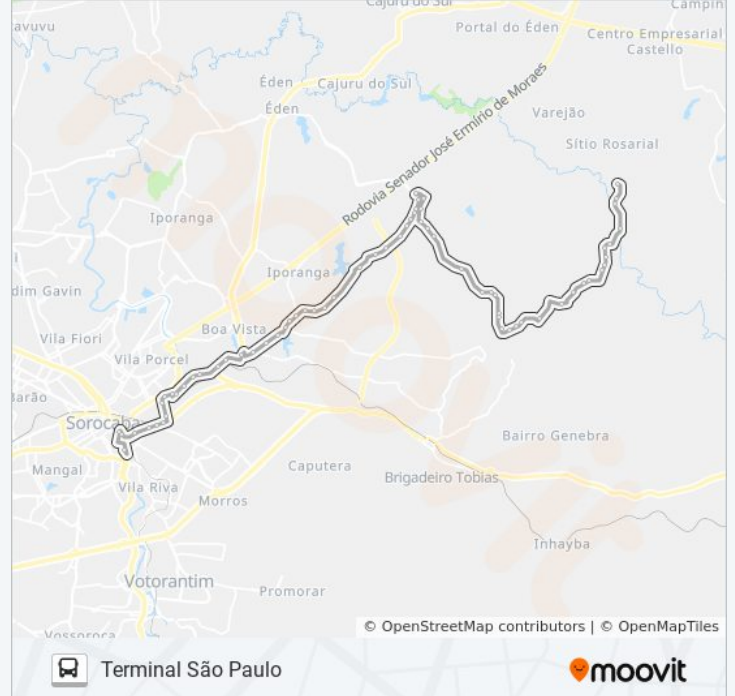 Cajuru do Sul
Campin
avuvu
Portal do Éden
Centro Empresarial
Castello
Éden
Cajuru do Sul
Éden
Rodovia Senador José Ermírio de Moraes
Varejão
Sítio Rosarial
Iporanga
Iporanga
dim Gavin
Boa Vista
Vila Fiori
Vila Porcel
Barão
Sorocaba
Bairro Genebra
Mangal
Caputera
Brigadeiro Tobias
Vila Riva
Morros
Inhayba
Votorantim
Promorar
Vossoroca
© OpenStreetMap contributors | © OpenMapTiles
Terminal São Paulo
moovit